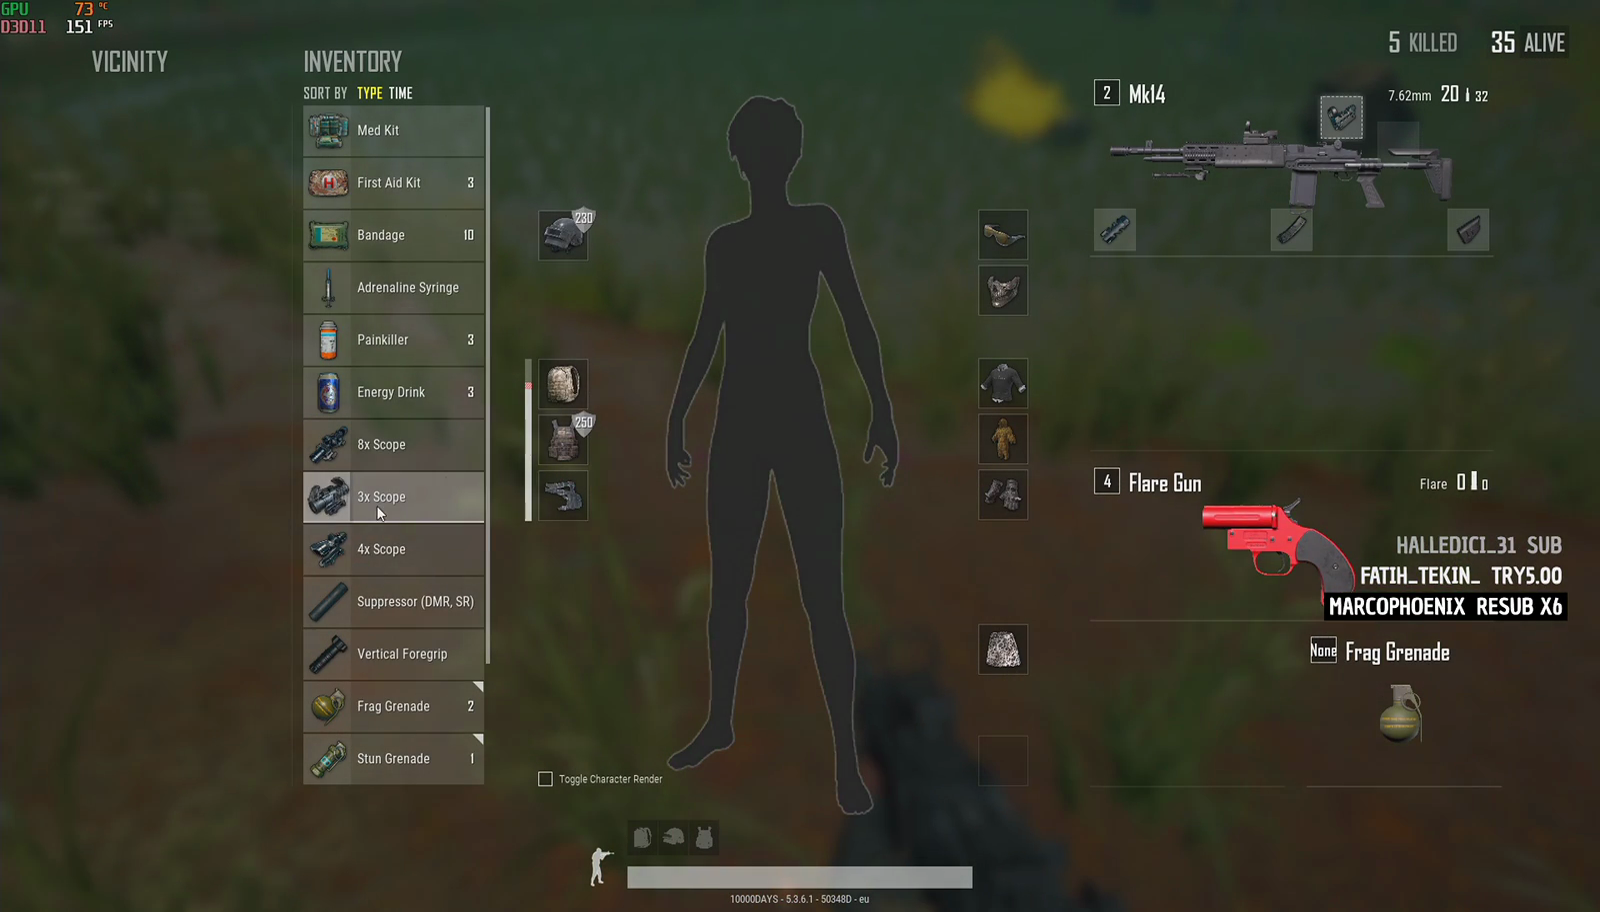 GPU 73 °C
D3D11 151 FPS
VICINITY
INVENTORY
SORT BY TYPE TIME
Med Kit
First Aid Kit 3
Bandage 10
Adrenaline Syringe
Painkiller 3
Energy Drink 3
8x Scope
3x Scope
4x Scope
Suppressor (DMR, SR)
Vertical Foregrip
Frag Grenade 2
Stun Grenade 1
230
250
Toggle Character Render
5 KILLED 35 ALIVE
2 Mk14 7.62mm 20 32
4 Flare Gun Flare 0 0
HALLEDICI_31 SUB
FATIH_TEKIN_ TRY5.00
MARCOPHOENIX RESUB X6
None Frag Grenade
10000DAYS - 5.3.6.1 - 50348D - eu